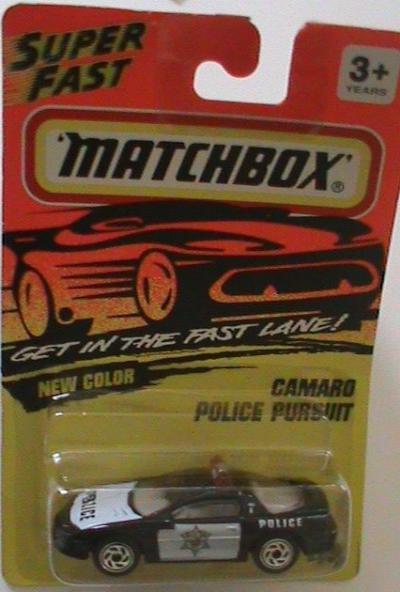 SUPER
FAST
3+
YEARS
'MATCHBOX'®
GET IN THE FAST LANE!
NEW COLOR
CAMARO
POLICE PURSUIT
POLICE
POLICE